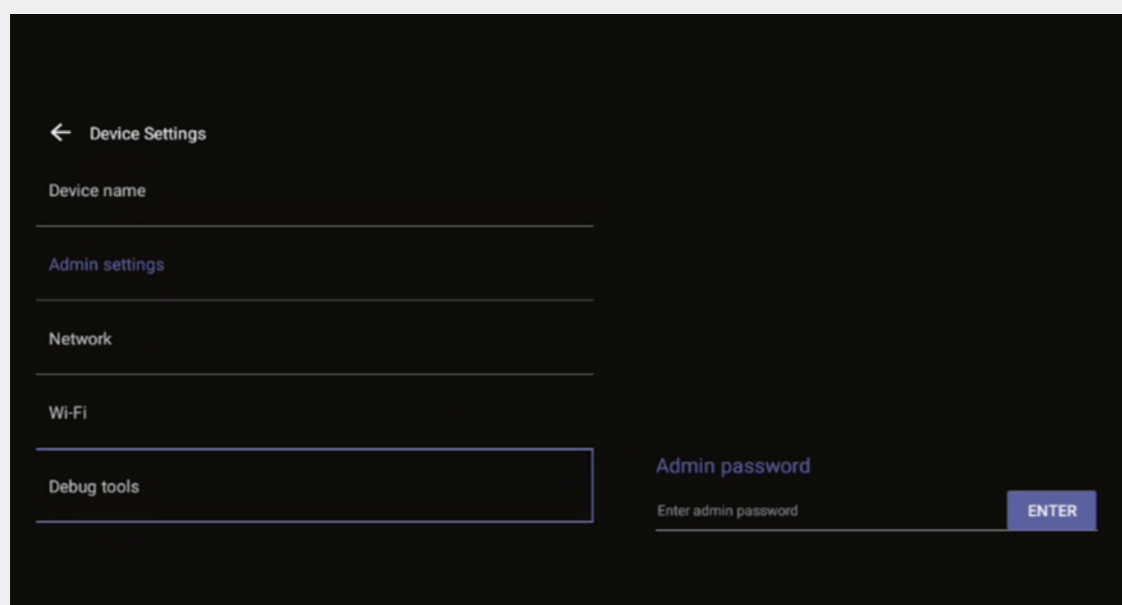 Device Settings
Device name
Admin settings
Network
Wi-Fi
Debug tools
Admin password
Enter admin password
ENTER